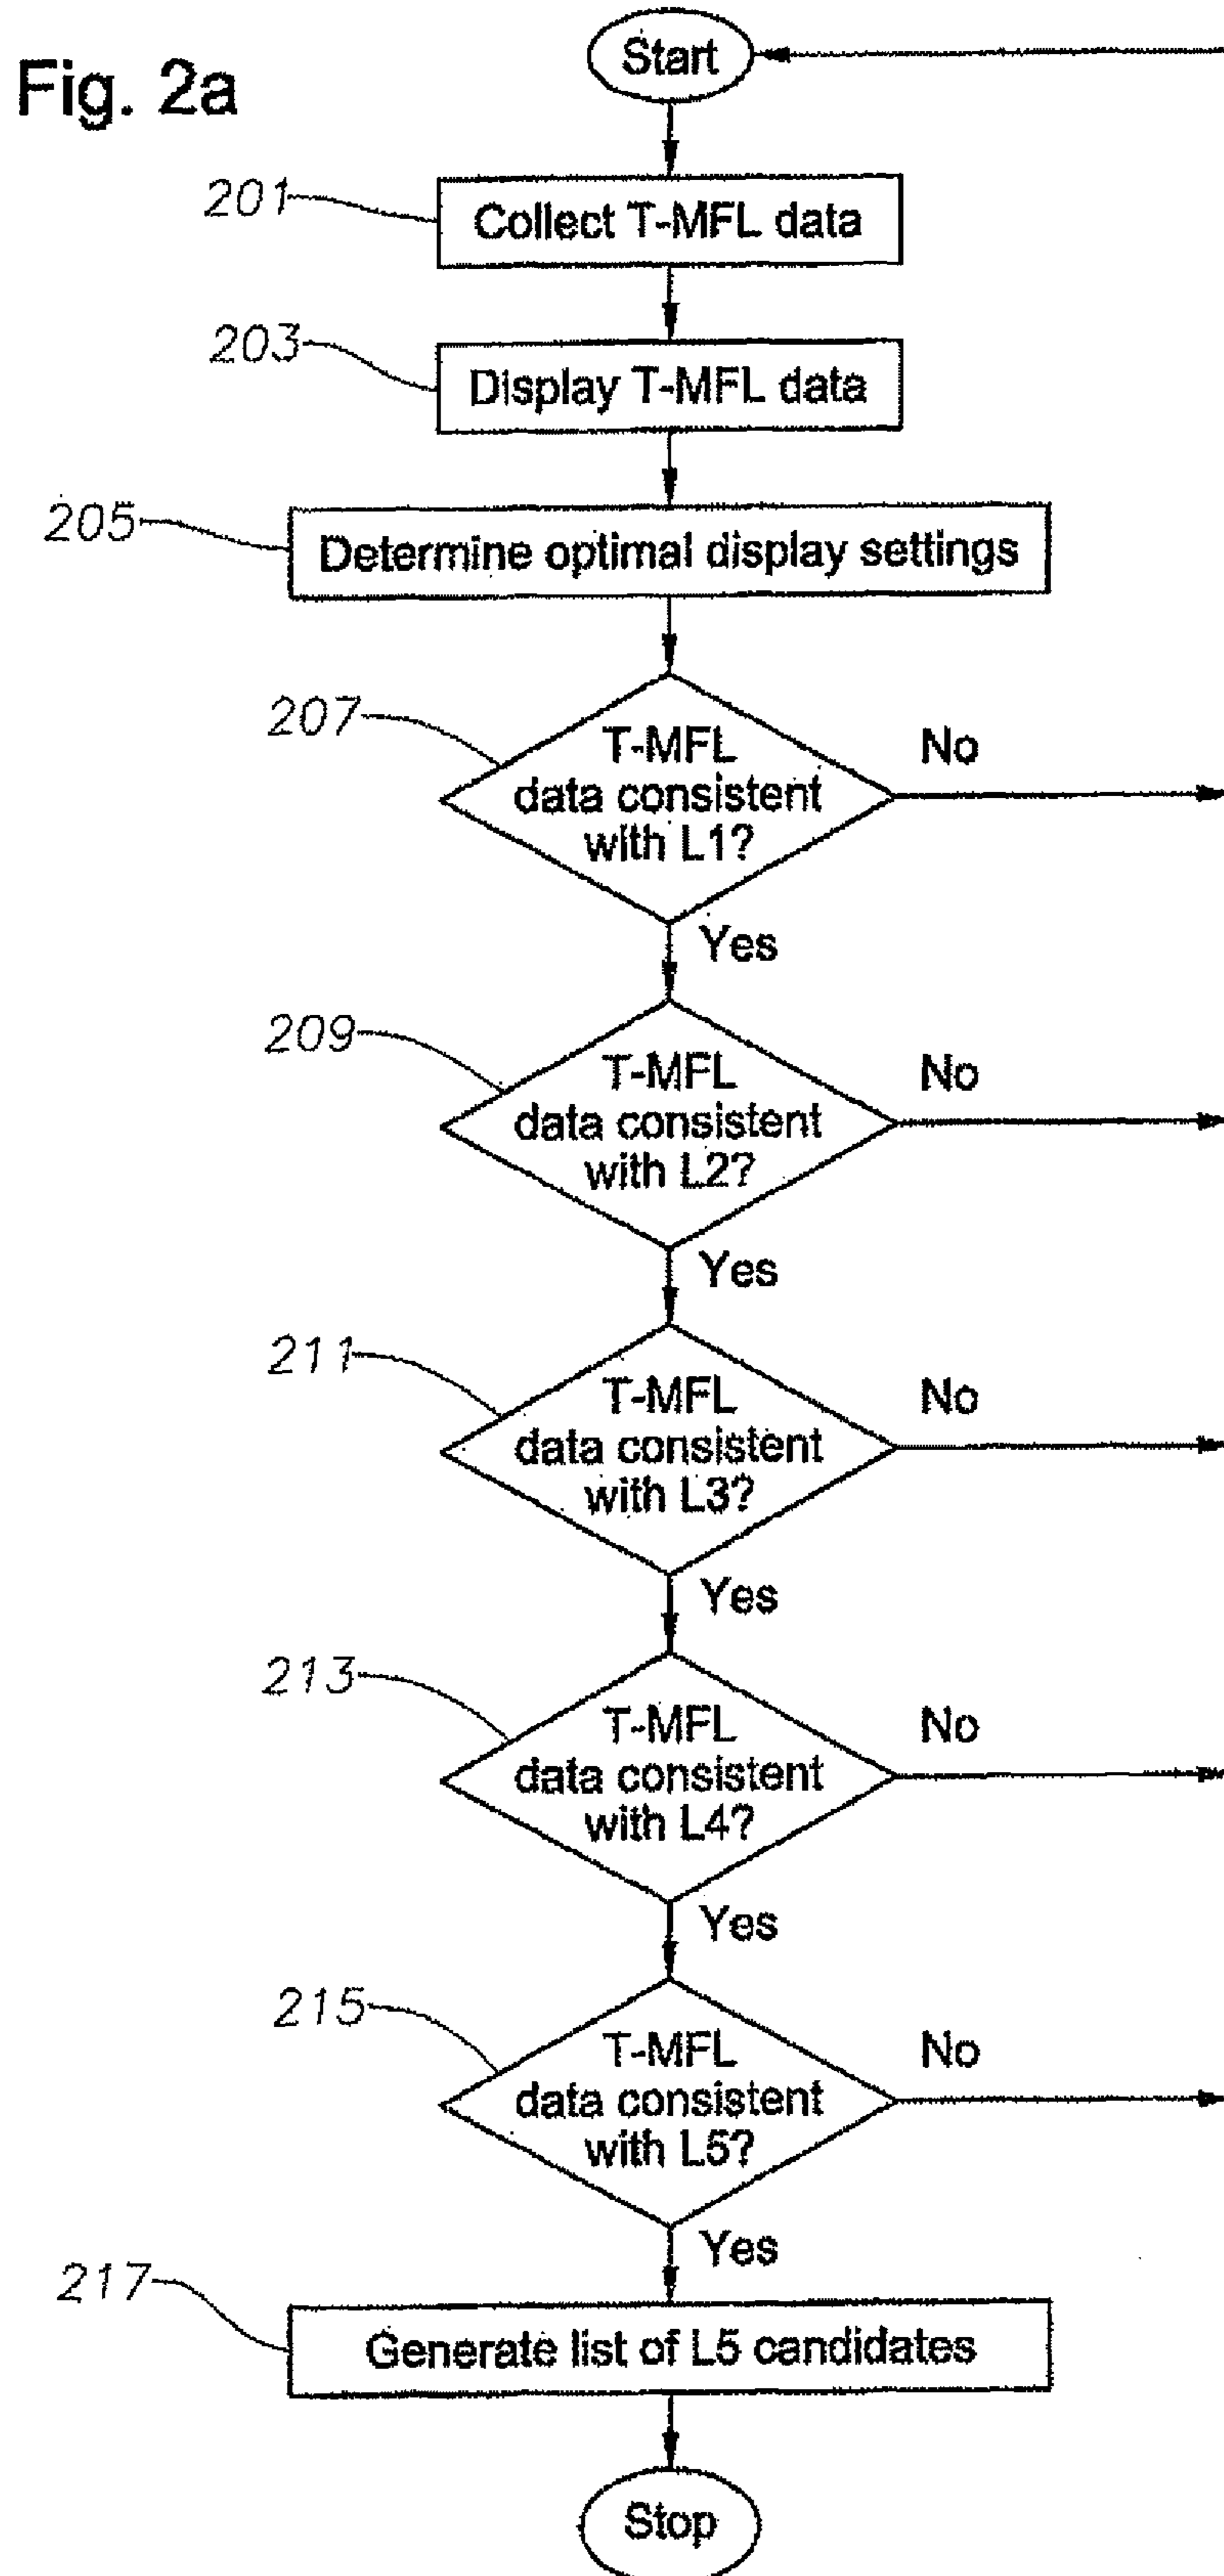 Fig. 2a
Start
201
Collect T-MFL data
203
Display T-MFL data
205
Determine optimal display settings
207
T-MFL
data consistent
with L1?
No
Yes
209
T-MFL
data consistent
with L2?
No
Yes
211
T-MFL
data consistent
with L3?
No
Yes
213
T-MFL
data consistent
with L4?
No
Yes
215
T-MFL
data consistent
with L5?
No
Yes
217
Generate list of L5 candidates
Stop